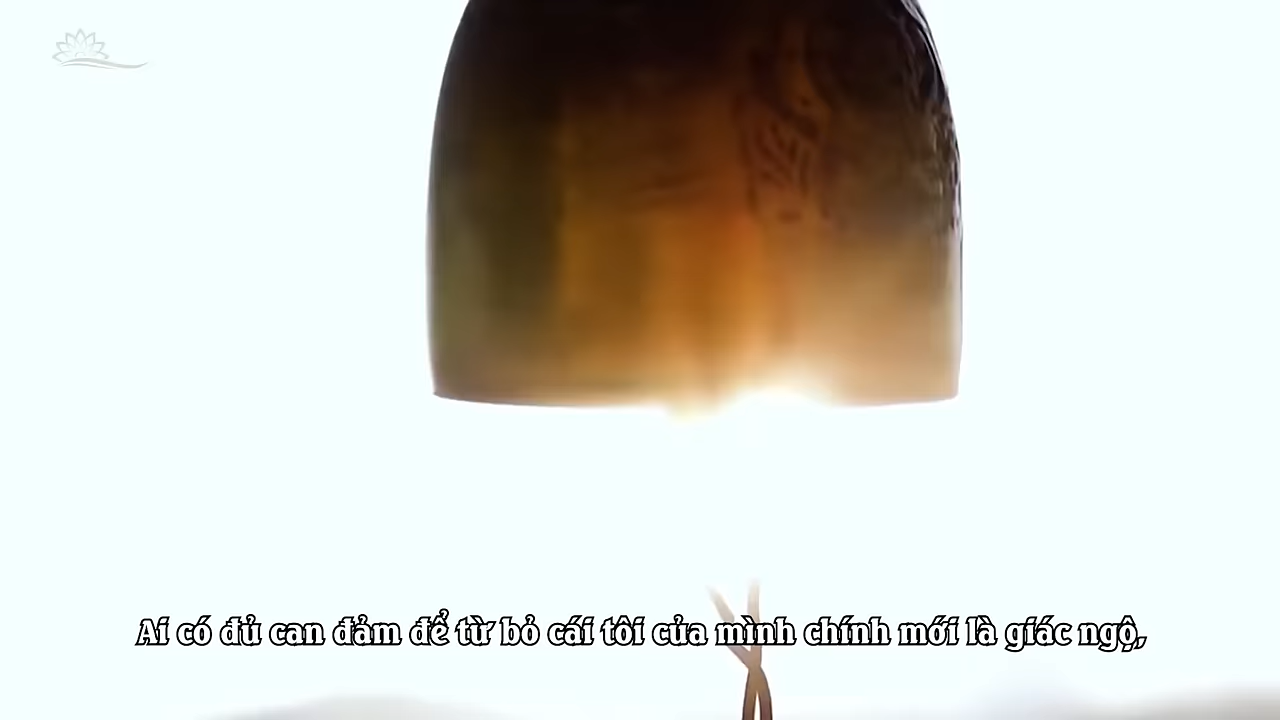 Ai có đủ can đảm để từ bỏ cái tôi của mình chính mới là giác ngộ,